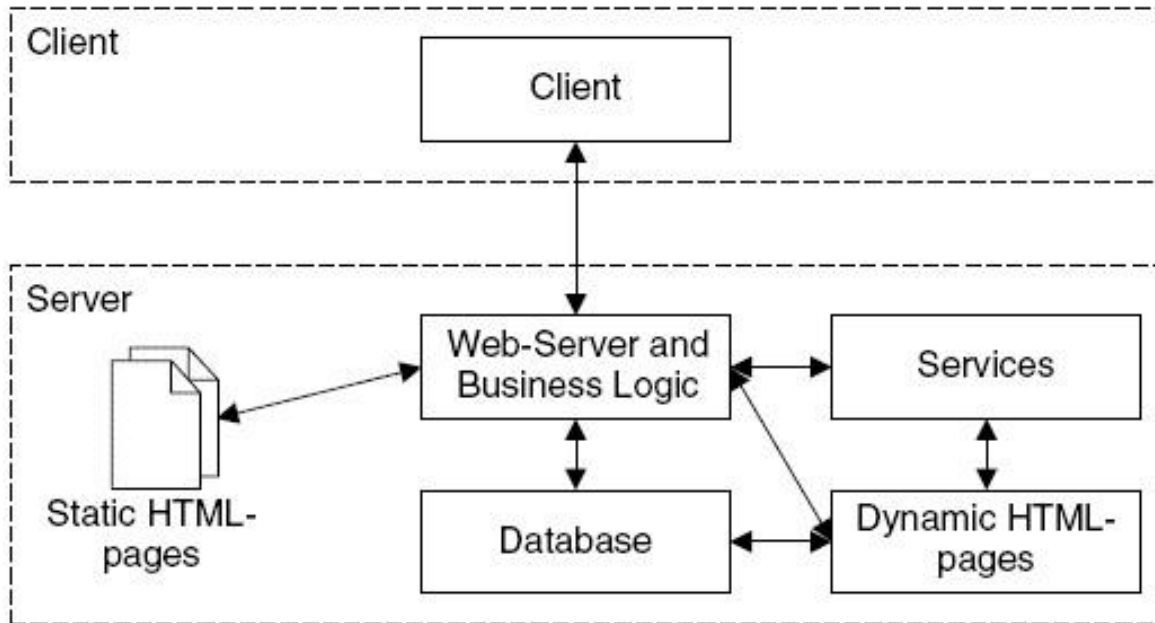 Client
Client
Server
Web-Server and
Business Logic
Services
Static HTML-
pages
Database
Dynamic HTML-
pages